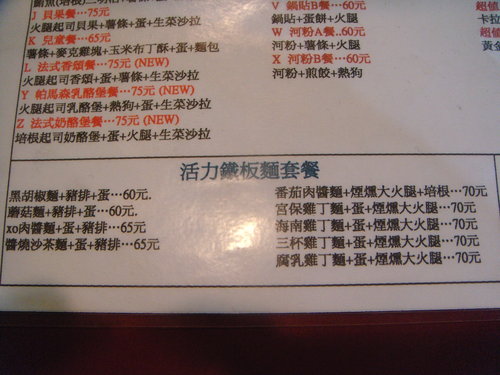 J 貝果餐…75元
火腿起司貝果+薯條+蛋+生菜沙拉
K 兒童餐…65元
薯條+麥克雞塊+玉米布丁酥+蛋+麵包
L 法式香頌餐…75元 (NEW)
火腿起司香頌+蛋+薯條+生菜沙拉
Y 帕馬森乳酪堡餐…75元 (NEW)
火腿起司乳酪堡+熱狗+蛋+生菜沙拉
Z 法式奶酪堡餐…75元 (NEW)
培根起司奶酪堡+蛋+火腿+生菜沙拉
V 鍋貼B餐…60元
鍋貼+蛋餅+火腿
W 河粉A餐..60元
河粉+薯條+火腿
X 河粉B餐…60元
河粉+煎餃+熱狗
超值
卡拉
超值
黃金
活力鐵板麵套餐
黑胡椒麵+豬排+蛋…60元.
蘑菇麵+豬排+蛋…60元.
xo肉醬麵+蛋+豬排…65元
醬燒沙茶麵+蛋+豬排…65元
番茄肉醬麵+煙燻大火腿+培根…70元
宮保雞丁麵+蛋+煙燻大火腿…70元
海南雞丁麵+蛋+煙燻大火腿…70元
三杯雞丁麵+蛋+煙燻大火腿…70元
腐乳雞丁麵+蛋+煙燻大火腿…70元